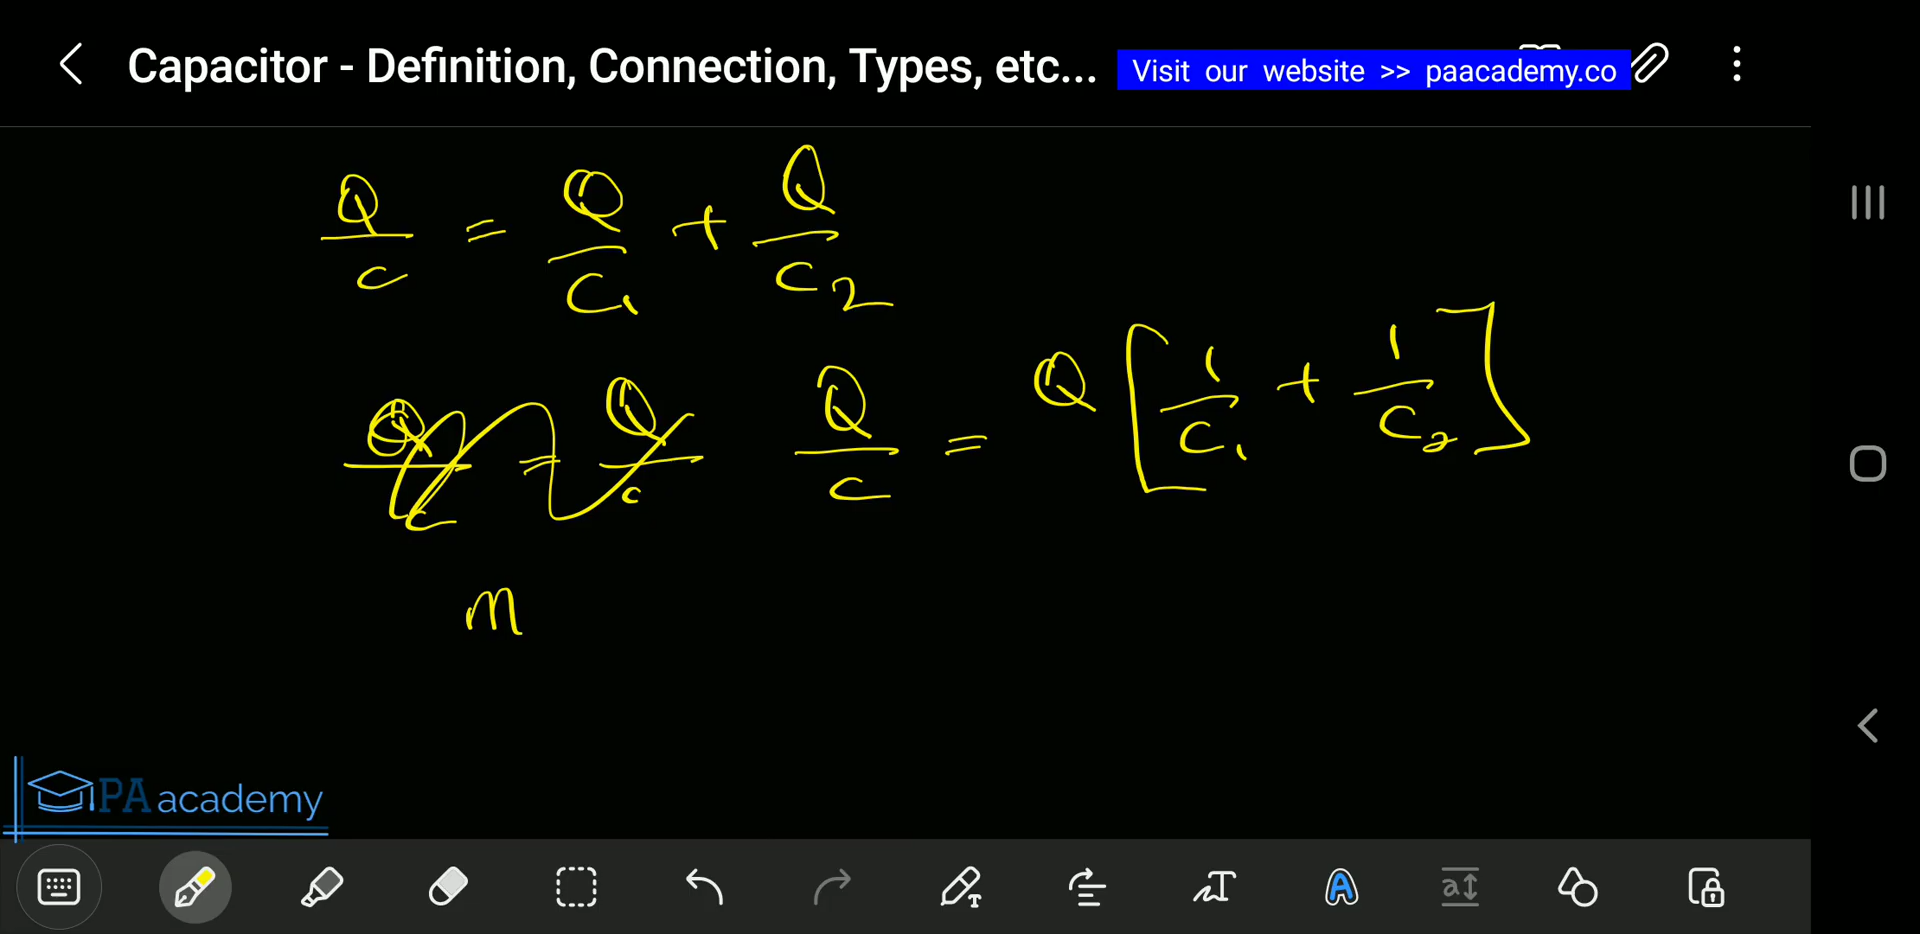 Capacitor - Definition, Connection, Types, etc...
Visit our website >> paacademy.co
Q/c = Q/C1 + Q/C2
Q/c = Q/c
Q/c = Q [1/C1 + 1/C2]
m
PA academy